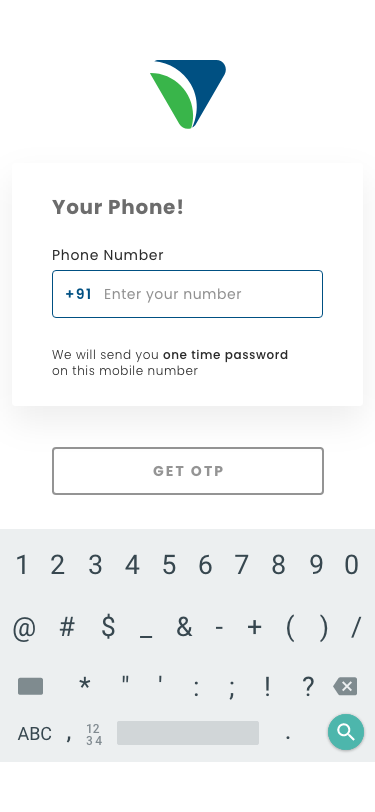 Your Phone!
Phone Number
+91 Enter your number
We will send you one time password
on this mobile number
GET OTP
1 2 3 4 5 6 7 8 9 0
@ # $ _ & - + ( ) /
* " ' : ; ! ?
ABC , 12 34 .